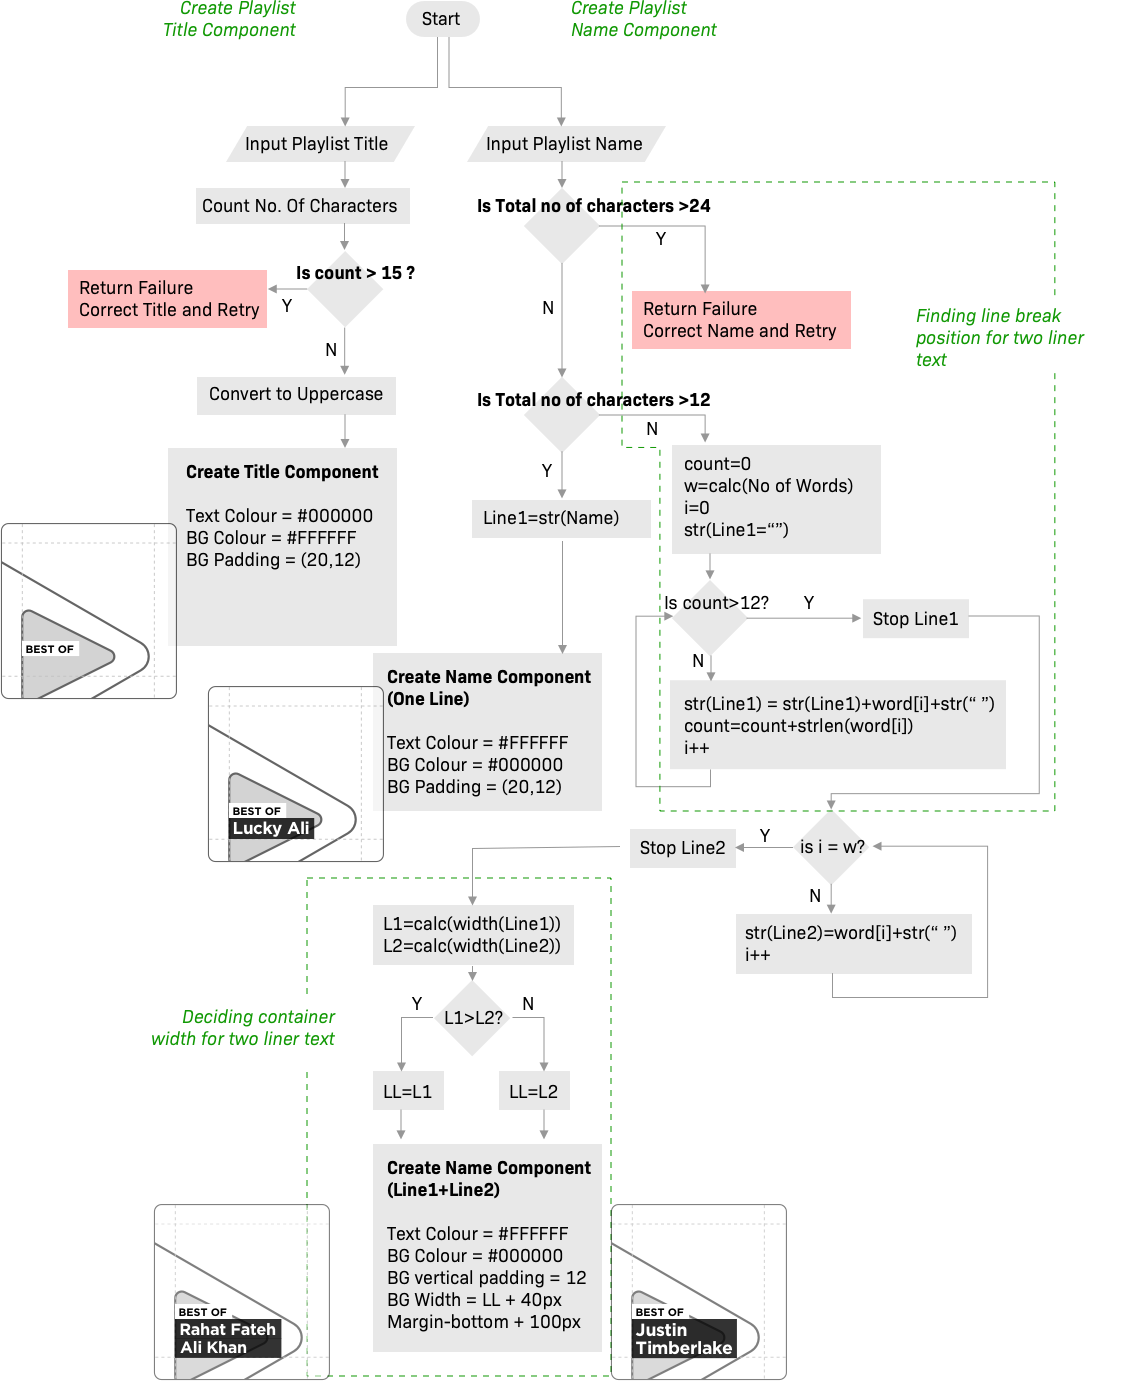 Create Playlist
Title Component
Start
Create Playlist
Name Component
Input Playlist Title
Input Playlist Name
Count No. Of Characters
Is Total no of characters >24
Y
Is count > 15 ?
Return Failure
Correct Title and Retry
Y
N
Return Failure
Correct Name and Retry
N
Finding line break
position for two liner
text
Convert to Uppercase
Is Total no of characters >12
N
Y
Create Title Component
Text Colour = #000000
BG Colour = #FFFFFF
BG Padding = (20,12)
BEST OF
Line1=str(Name)
count=0
w=calc(No of Words)
i=0
str(Line1=“”)
Is count>12?
Y
Stop Line1
N
str(Line1) = str(Line1)+word[i]+str(“ ”)
count=count+strlen(word[i])
i++
Create Name Component
(One Line)
Text Colour = #FFFFFF
BG Colour = #000000
BG Padding = (20,12)
BEST OF
Lucky Ali
is i = w?
Y
Stop Line2
N
str(Line2)=word[i]+str(“ ”)
i++
L1=calc(width(Line1))
L2=calc(width(Line2))
Deciding container
width for two liner text
L1>L2?
Y
N
LL=L1
LL=L2
Create Name Component
(Line1+Line2)
Text Colour = #FFFFFF
BG Colour = #000000
BG vertical padding = 12
BG Width = LL + 40px
Margin-bottom + 100px
BEST OF
Rahat Fateh
Ali Khan
BEST OF
Justin
Timberlake